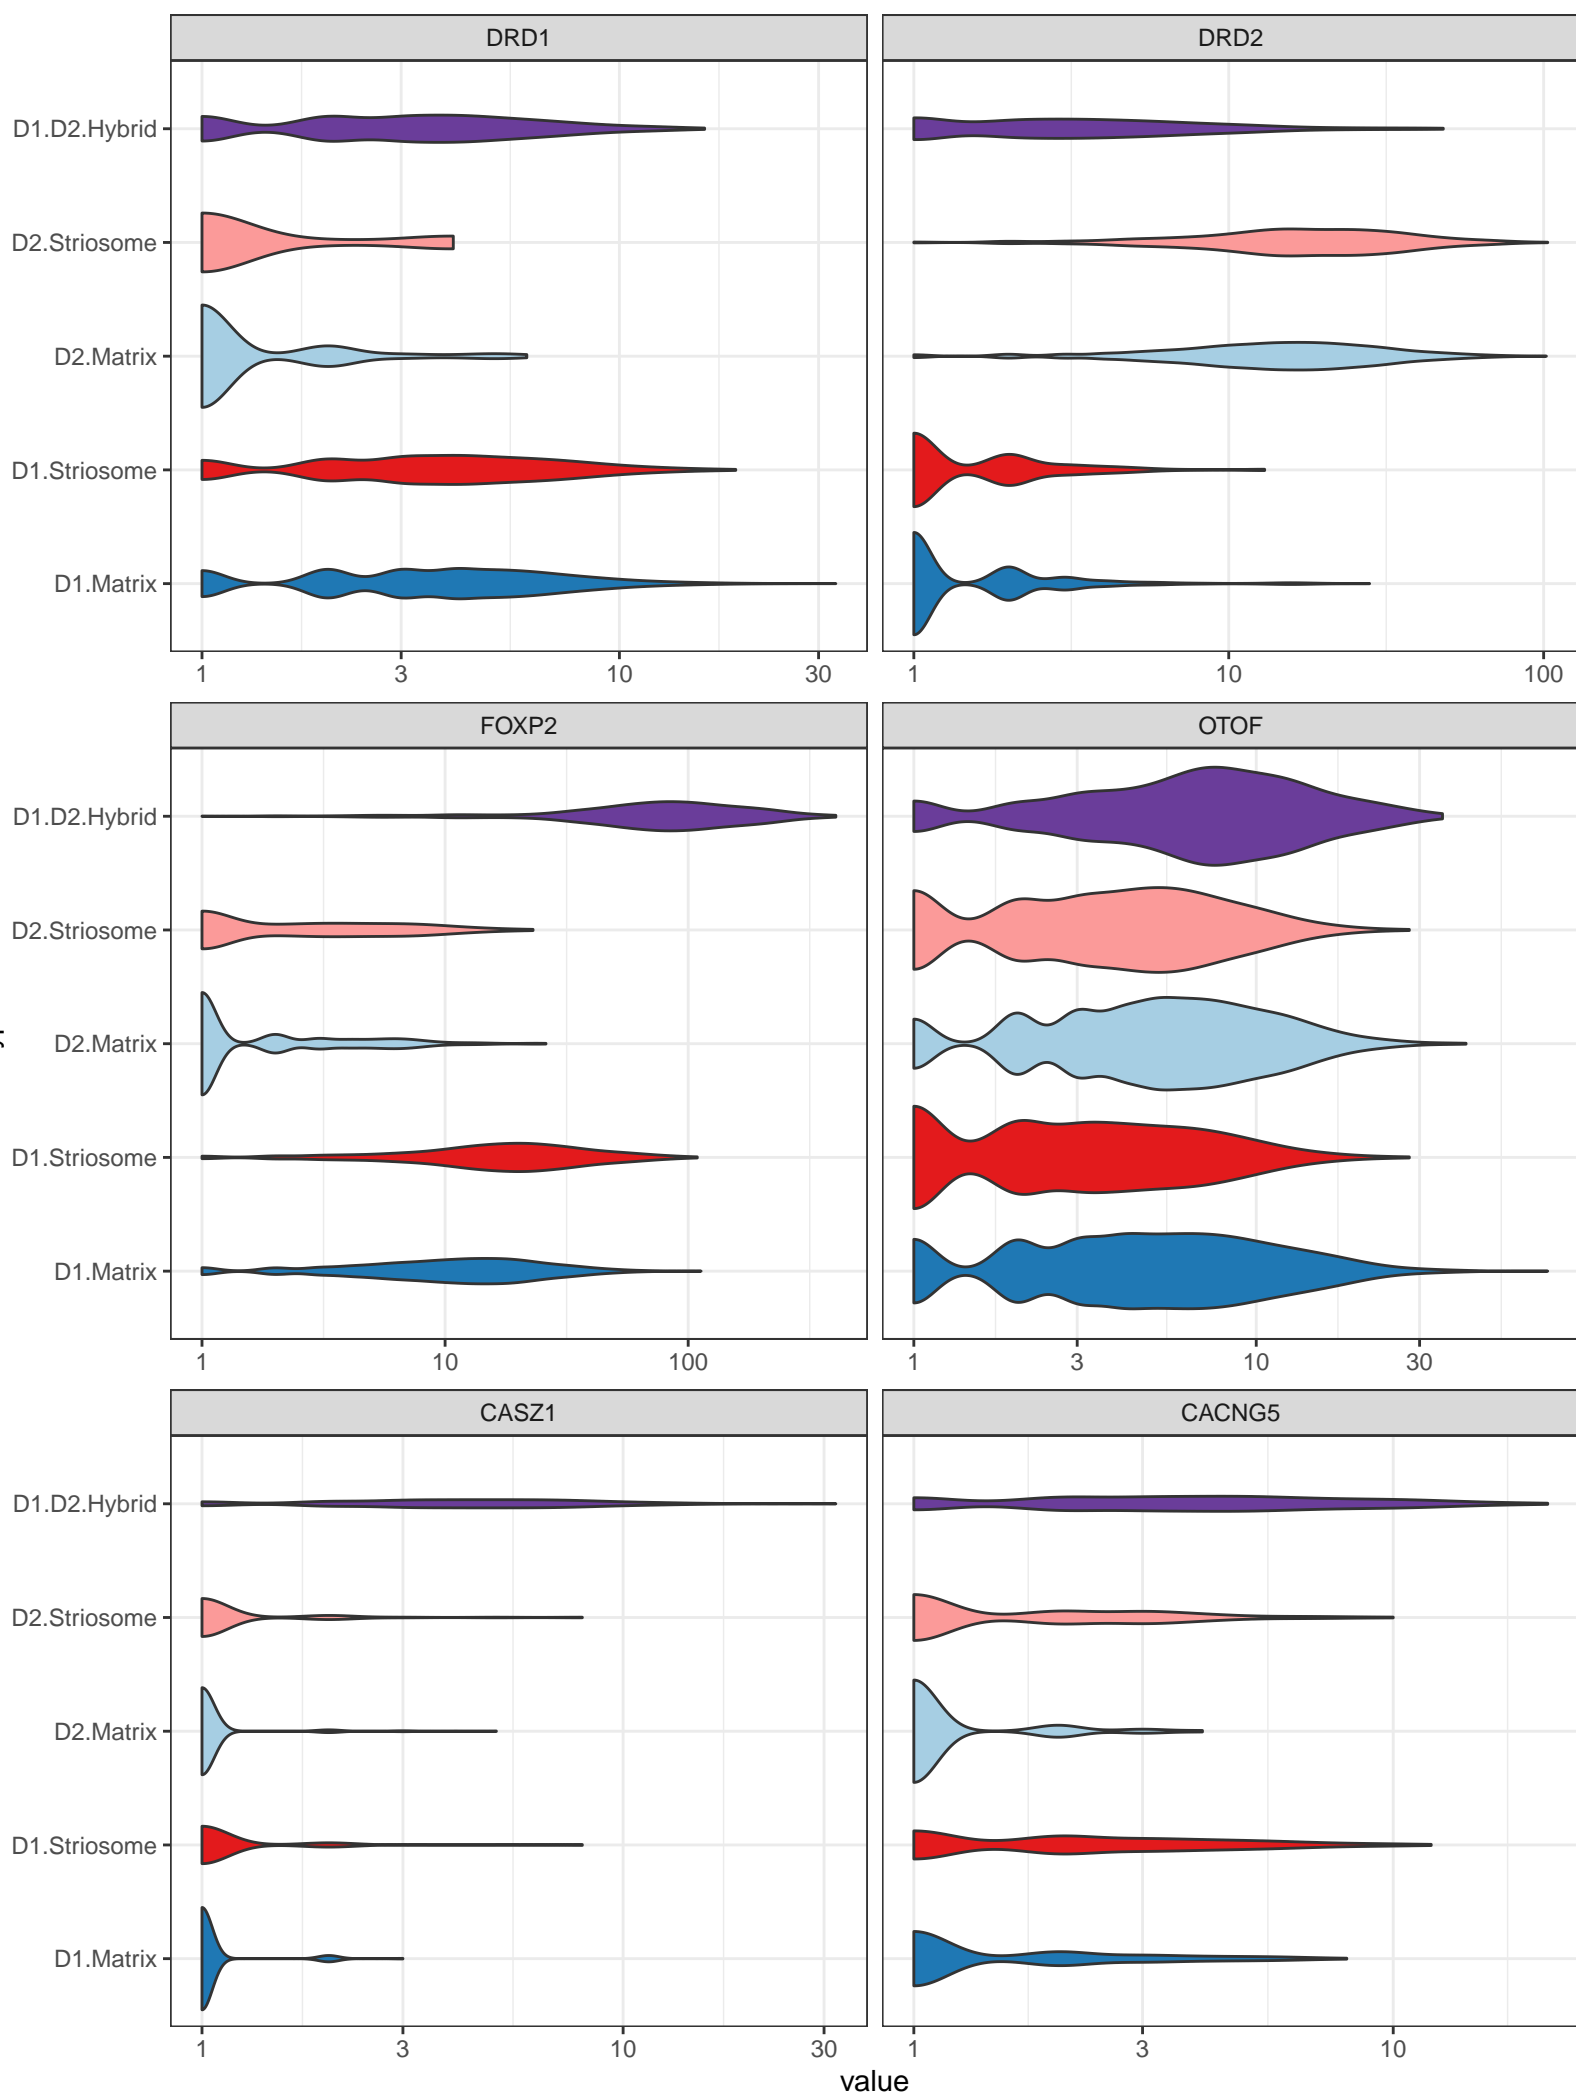 DRD1 DRD2
D1.D2.Hybrid
D2.Striosome
D2.Matrix
D1.Striosome
D1.Matrix
1 3 10 30 1 10 100
FOXP2 OTOF
D1.D2.Hybrid
D2.Striosome
D2.Matrix
D1.Striosome
D1.Matrix
1 10 100 1 3 10 30
CASZ1 CACNG5
D1.D2.Hybrid
D2.Striosome
D2.Matrix
D1.Striosome
D1.Matrix
1 3 10 30 1 3 10
value